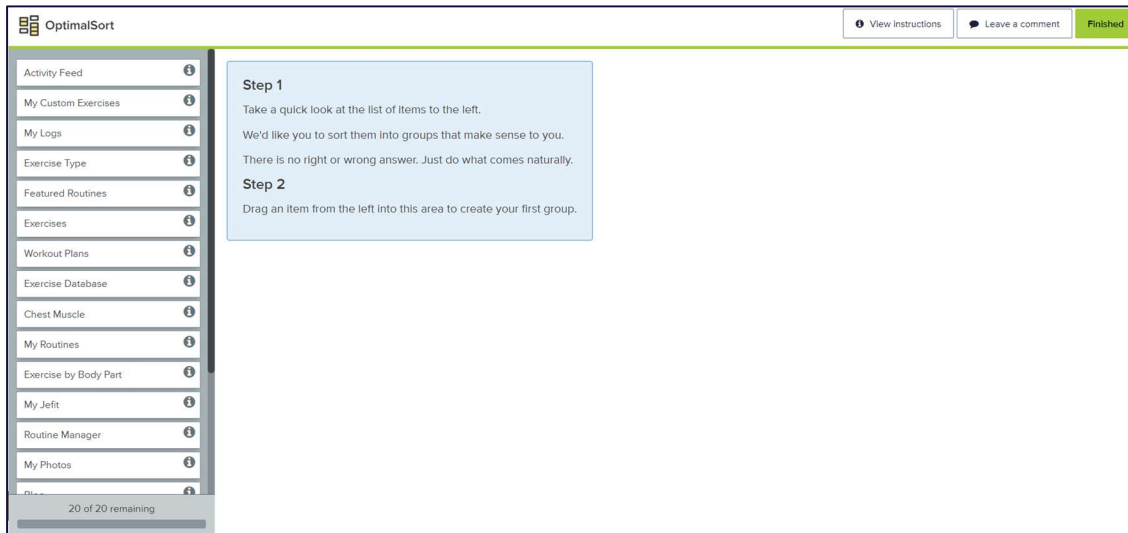 OptimalSort
View instructions
Leave a comment
Finished
Activity Feed
My Custom Exercises
My Logs
Exercise Type
Featured Routines
Exercises
Workout Plans
Exercise Database
Chest Muscle
My Routines
Exercise by Body Part
My Jefit
Routine Manager
My Photos
20 of 20 remaining
Step 1
Take a quick look at the list of items to the left.
We'd like you to sort them into groups that make sense to you.
There is no right or wrong answer. Just do what comes naturally.
Step 2
Drag an item from the left into this area to create your first group.